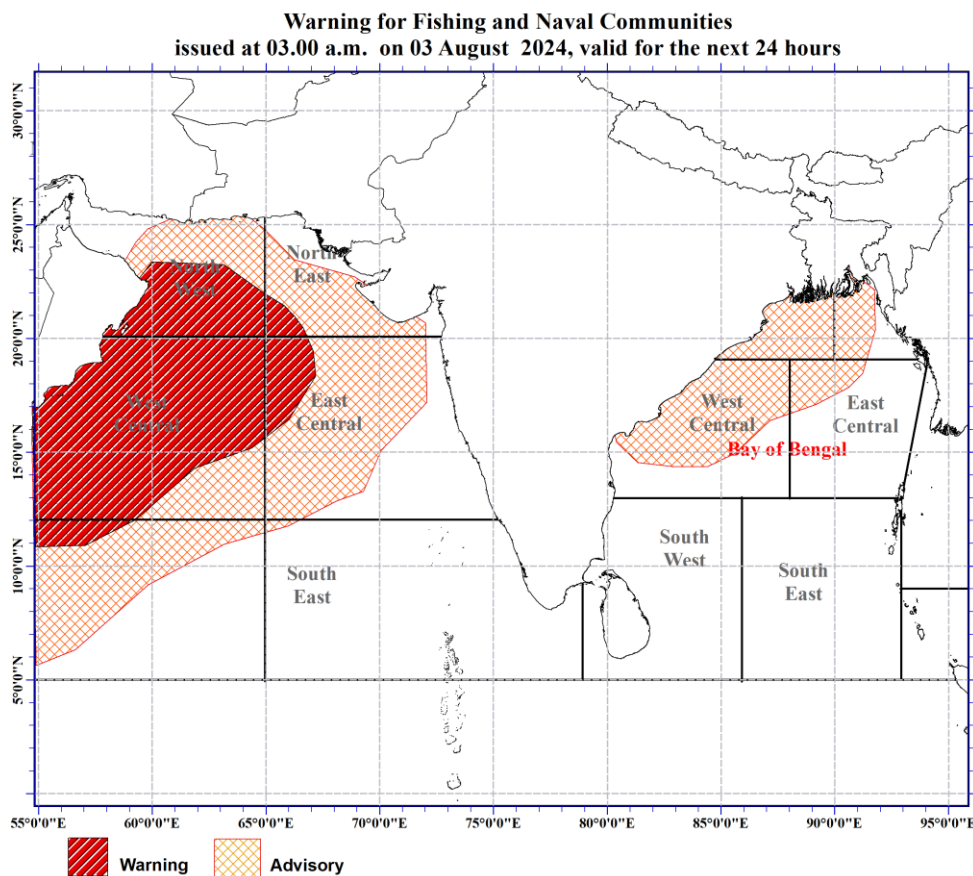 Warning for Fishing and Naval Communities
issued at 03.00 a.m. on 03 August 2024, valid for the next 24 hours
30°0'0"N
25°0'0"N
20°0'0"N
15°0'0"N
10°0'0"N
5°0'0"N
North
West
North
East
West
Central
East
Central
South
East
West
Central
East
Central
Bay of Bengal
South
West
South
East
55°0'0"E 60°0'0"E 65°0'0"E 70°0'0"E 75°0'0"E 80°0'0"E 85°0'0"E 90°0'0"E 95°0'0"E
Warning Advisory